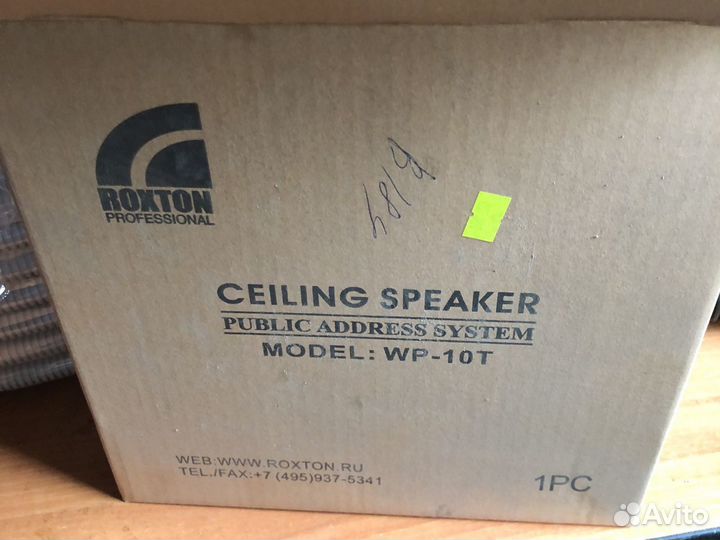 ROXTON
PROFESSIONAL
CEILING SPEAKER
PUBLIC ADDRESS SYSTEM
MODEL: WP-10T
WEB:WWW.ROXTON.RU
TEL./FAX:+7 (495)937-5341
1PC
Avito